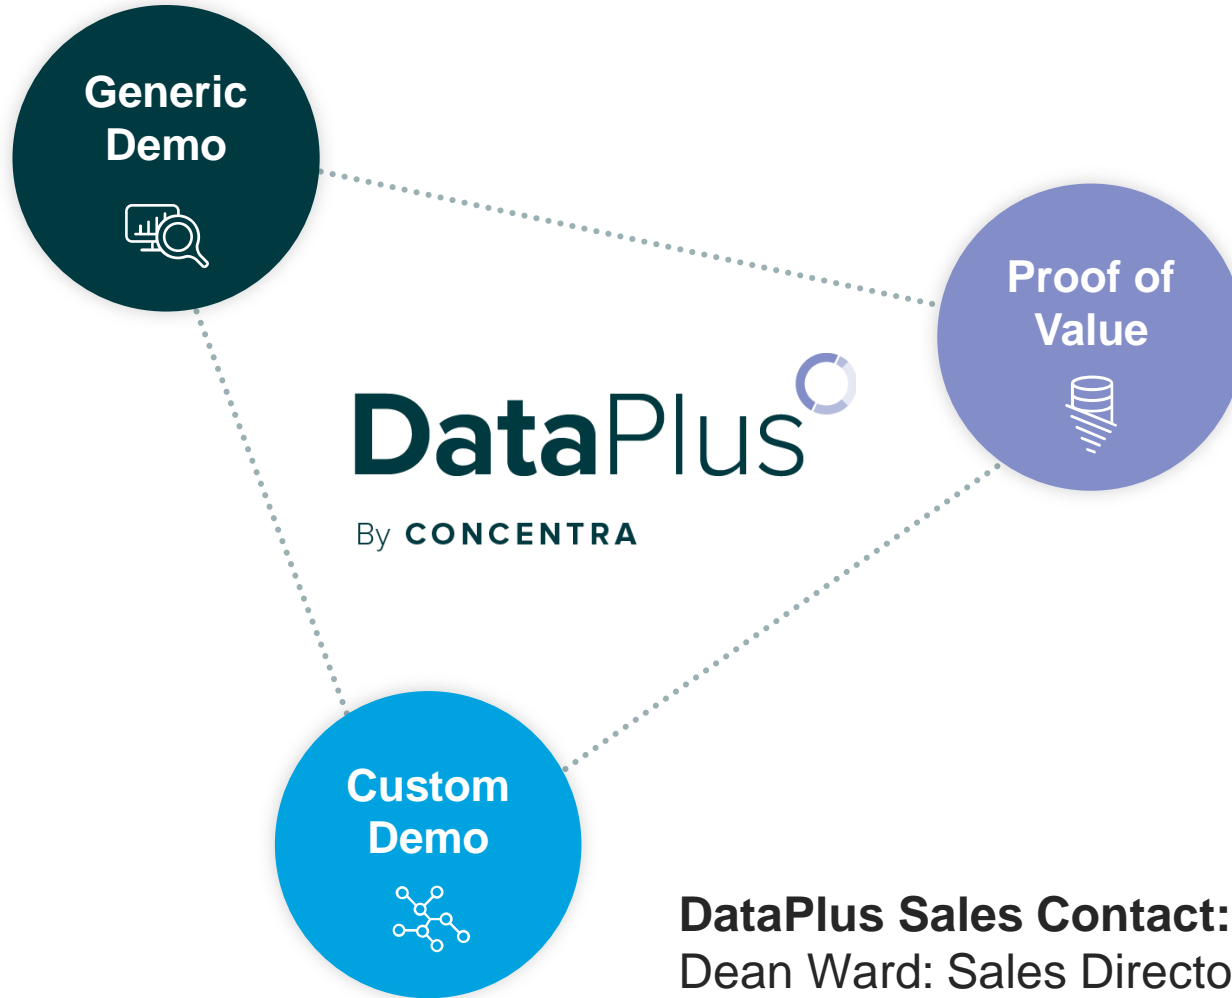 Generic
Demo
Proof of
Value
DataPlus
By CONCENTRA
Custom
Demo
DataPlus Sales Contact:
Dean Ward: Sales Directo